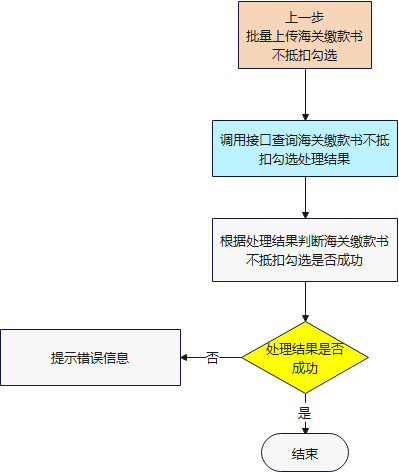 上一步
批量上传海关缴款书
不抵扣勾选
调用接口查询海关缴款书不抵
扣勾选处理结果
根据处理结果判断海关缴款书
不抵扣勾选是否成功
处理结果是否
成功
否
提示错误信息
是
结束